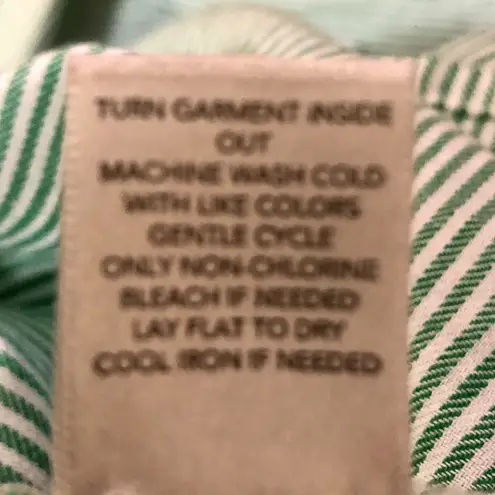 TURN GARMENT INSIDE
OUT
MACHINE WASH COLD
WITH LIKE COLORS
GENTLE CYCLE
ONLY NON-CHLORINE
BLEACH IF NEEDED
LAY FLAT TO DRY
COOL IRON IF NEEDED